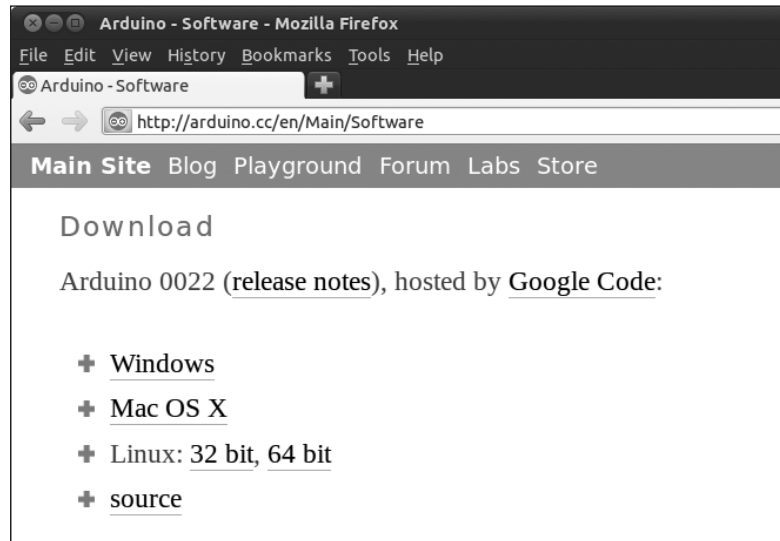 Arduino - Software - Mozilla Firefox
File Edit View History Bookmarks Tools Help
Arduino - Software
http://arduino.cc/en/Main/Software
Main Site Blog Playground Forum Labs Store
Download
Arduino 0022 (release notes), hosted by Google Code:
Windows
Mac OS X
Linux: 32 bit, 64 bit
source